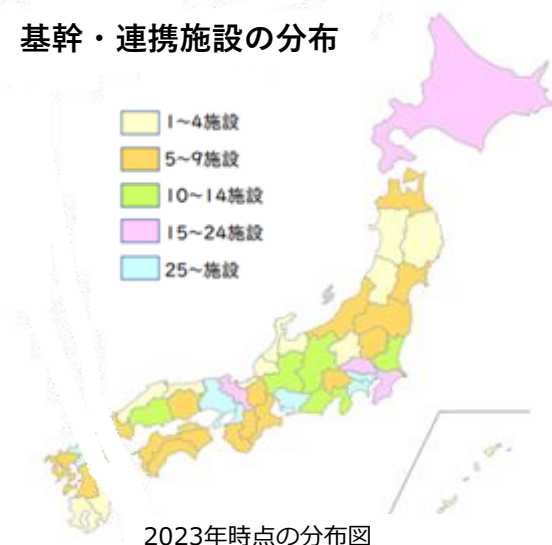 基幹・連携施設の分布
1～4施設
5～9施設
10～14施設
15～24施設
25～施設
2023年時点の分布図